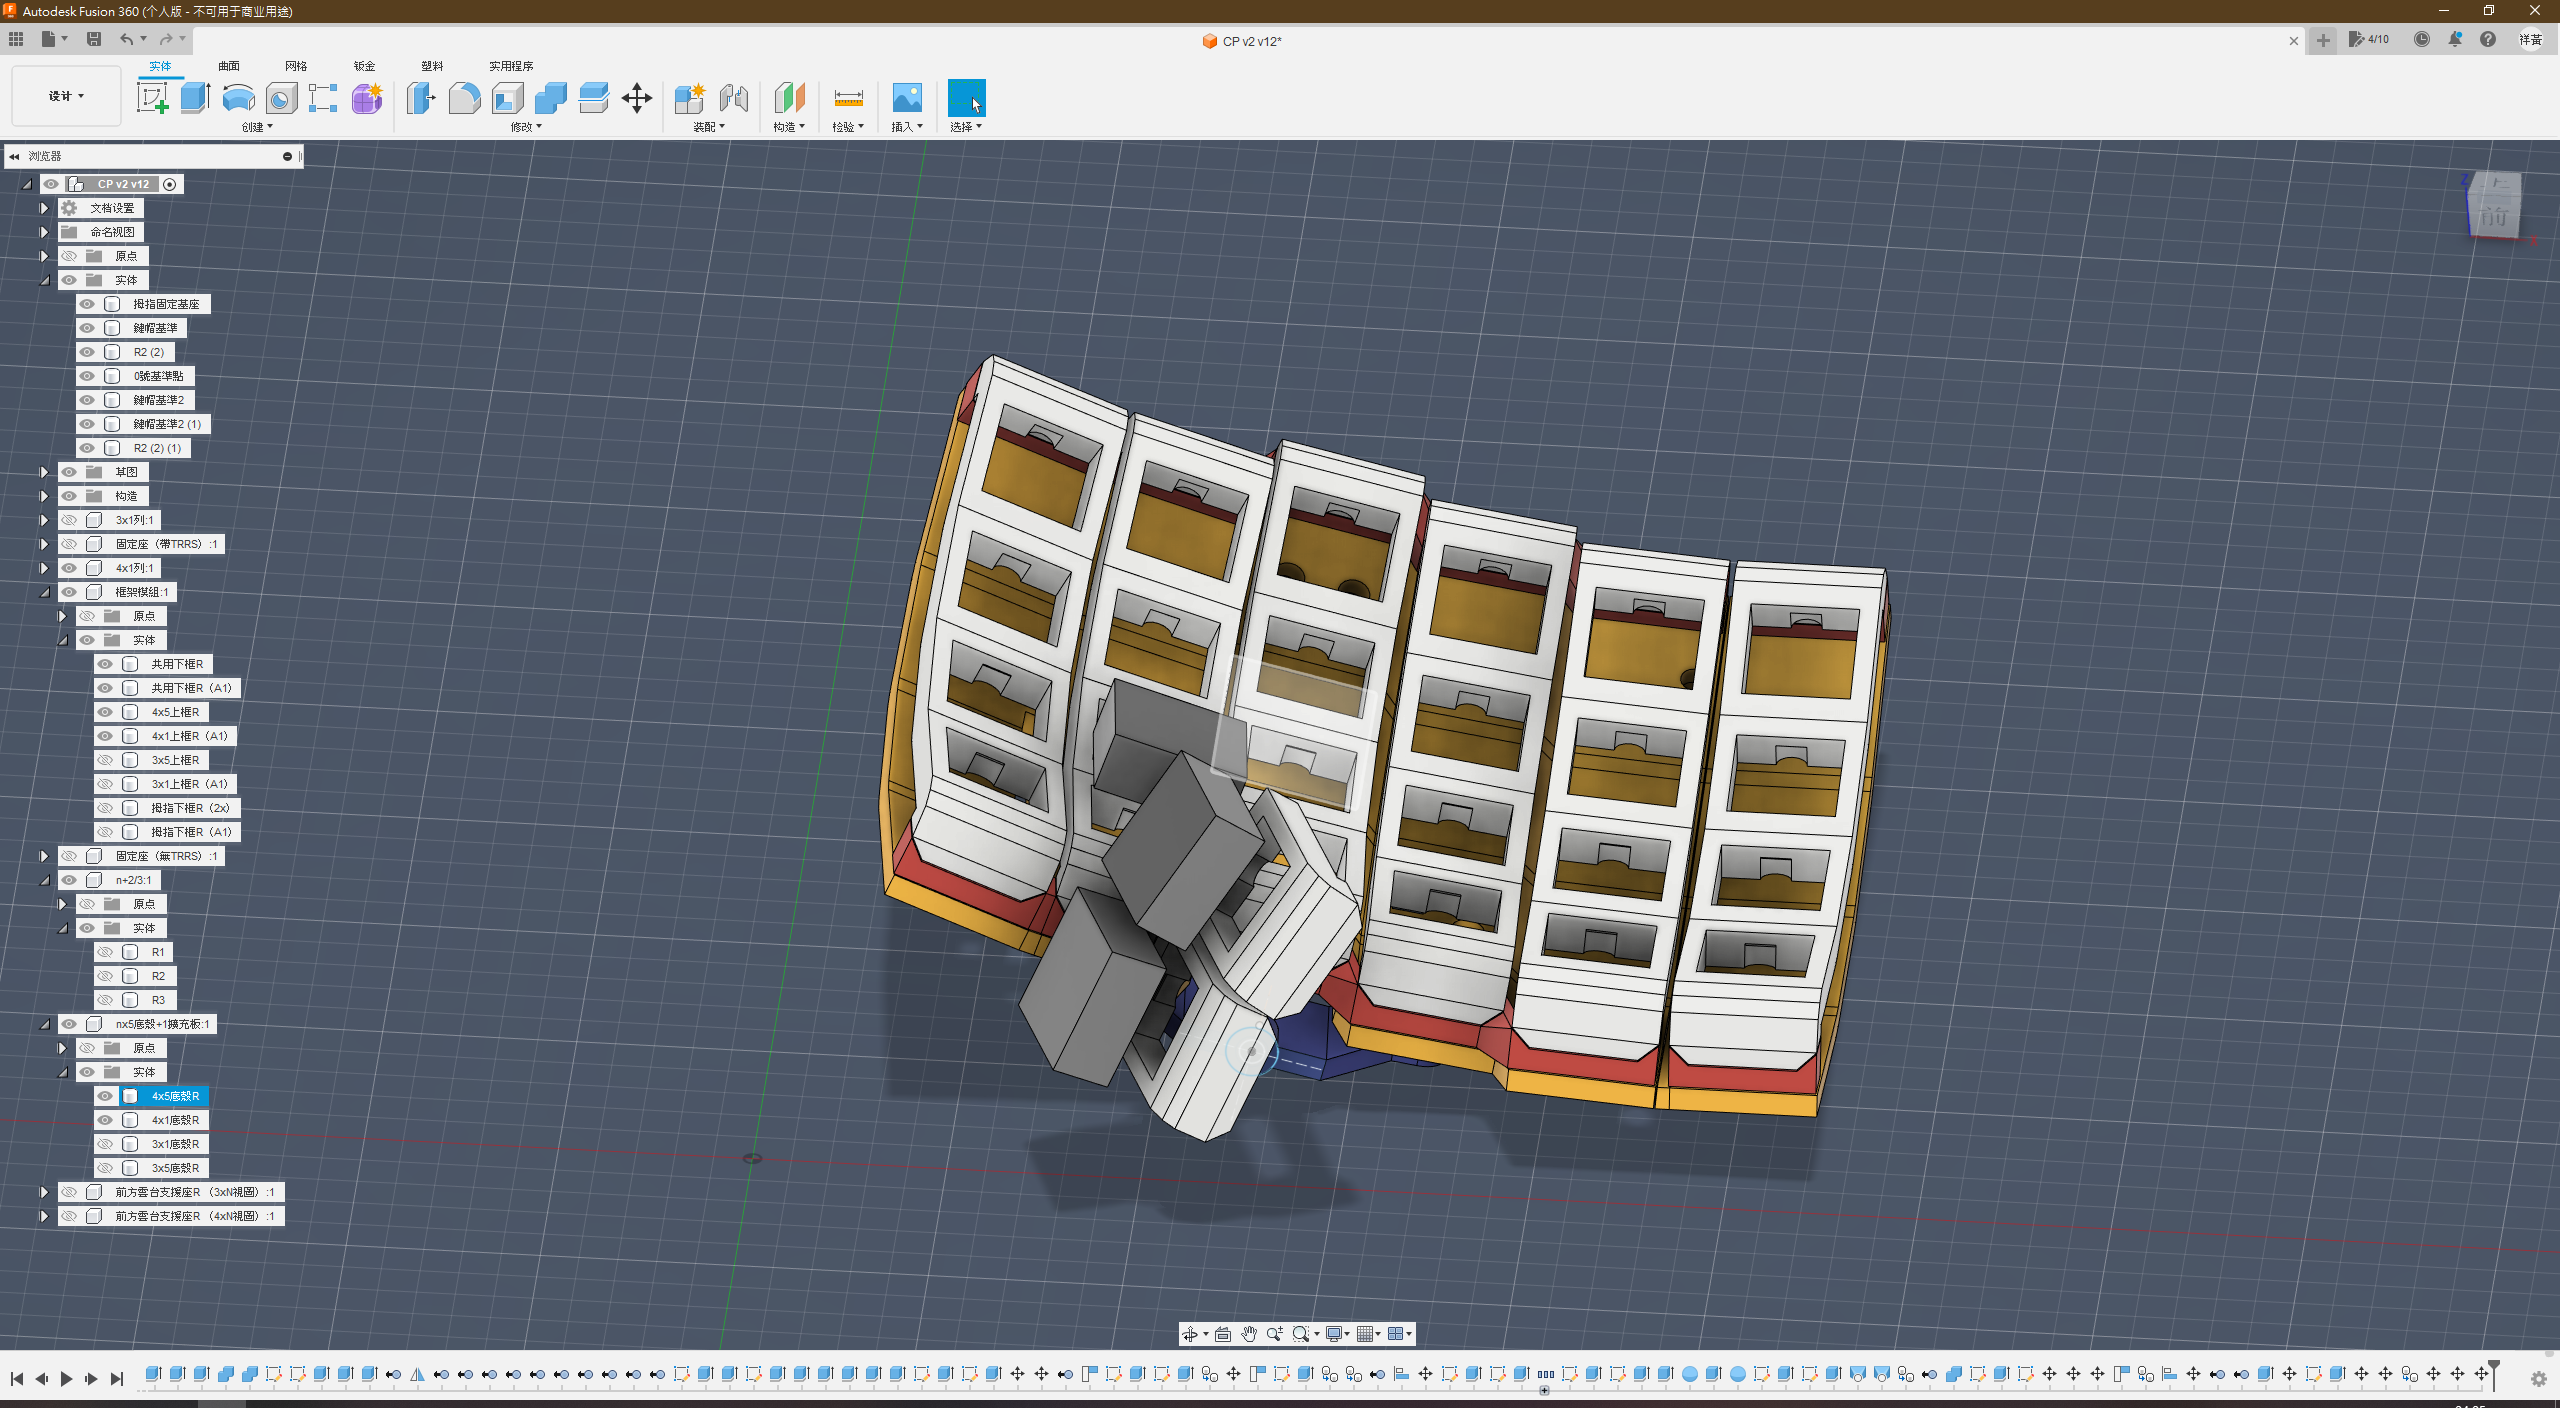 Autodesk Fusion 360 (个人版 - 不可用于商业用途)
CP v2 v12*
4/10
祥黃
设计
实体 曲面 网格 钣金 塑料 实用程序
创建 修改 装配 构造 检验 插入 选择
浏览器
CP v2 v12
文档设置
命名视图
原点
实体
拇指固定基座
鍵帽基準
R2 (2)
0號基準點
鍵帽基準2
鍵帽基準2 (1)
R2 (2) (1)
草图
构造
3x1列:1
固定座（帶TRRS）:1
4x1列:1
框架模組:1
原点
实体
共用下框R
共用下框R（A1）
4x5上框R
4x1上框R（A1）
3x5上框R
3x1上框R（A1）
拇指下框R（2x）
拇指下框R（A1）
固定座（無TRRS）:1
n+2/3:1
原点
实体
R1
R2
R3
nx5底殼+1擴充板:1
原点
实体
4x5底殼R
4x1底殼R
3x1底殼R
3x5底殼R
前方雲台支援座R （3xN視圖）:1
前方雲台支援座R （4xN視圖）:1
Z
前